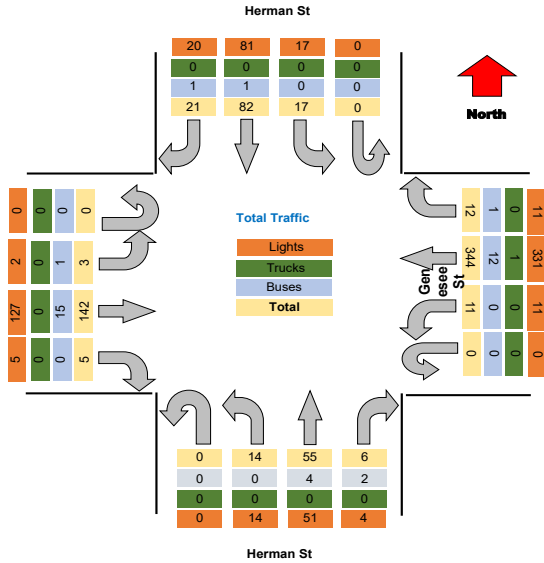 Herman St
20 81 17 0
0 0 0 0
1 1 0 0
21 82 17 0
North
0 0 0 0
2 0 1 3
127 0 15 142
5 0 0 5
Total Traffic
Lights
Trucks
Buses
Total
12 1 0 11
344 12 1 331
Gen
esee
St
11 0 0 11
0 0 0 0
0 14 55 6
0 0 4 2
0 0 0 0
0 14 51 4
Herman St